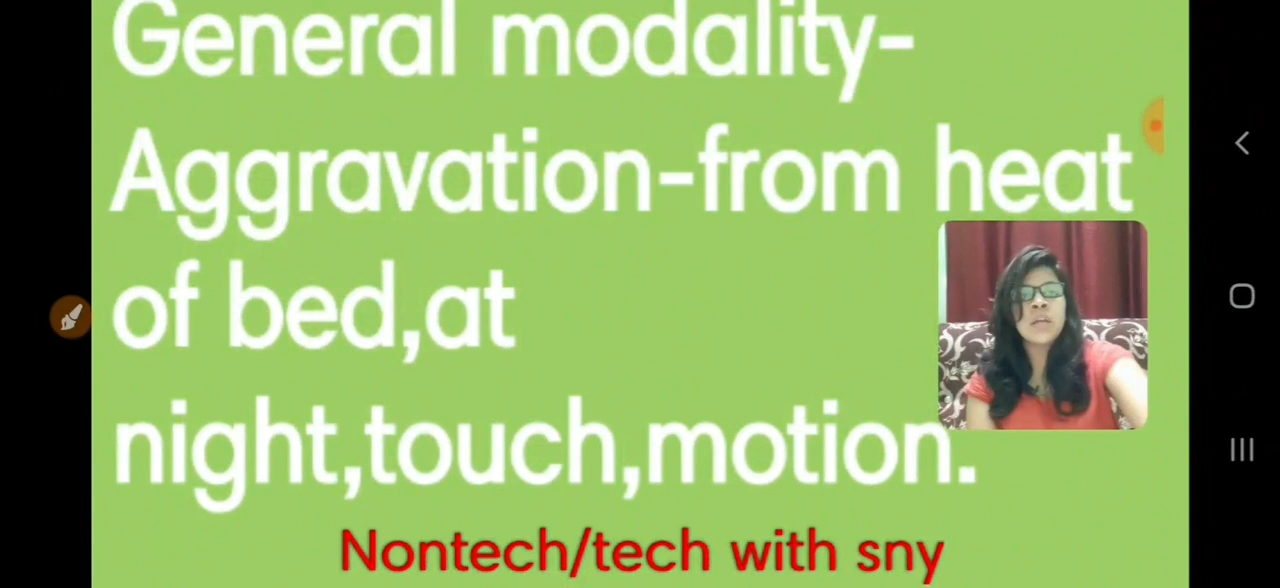 General modality-
Aggravation-from heat
of bed,at
night,touch,motion.
Nontech/tech with sny